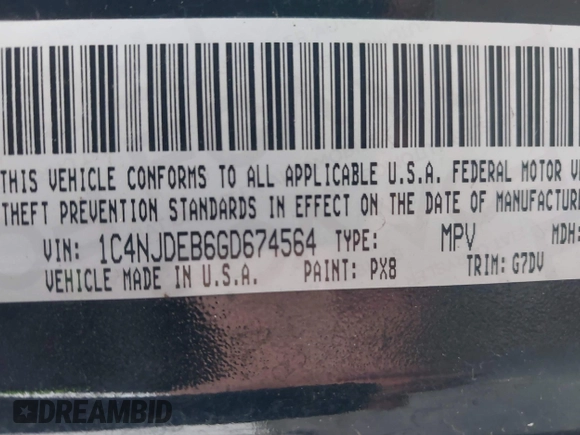 THIS VEHICLE CONFORMS TO ALL APPLICABLE U.S.A. FEDERAL MOTOR
THEFT PREVENTION STANDARDS IN EFFECT ON THE DATE OF MANUFACTURE
VIN: 1C4NJDEB6GD674564 TYPE: MPV MDH:
VEHICLE MADE IN U.S.A. PAINT: PX8 TRIM: G7DV
DREAMBID